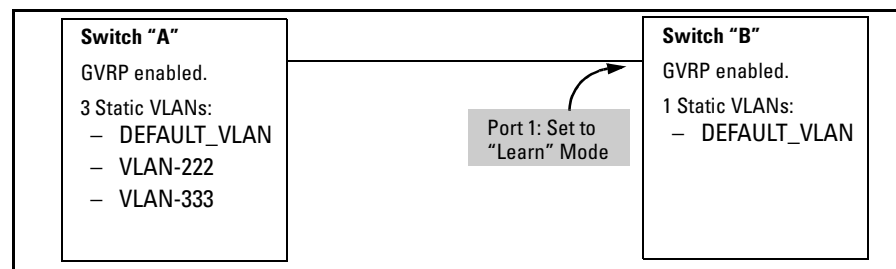 Switch “A”
GVRP enabled.
3 Static VLANs:
– DEFAULT_VLAN
– VLAN-222
– VLAN-333
Port 1: Set to
“Learn” Mode
Switch “B”
GVRP enabled.
1 Static VLANs:
– DEFAULT_VLAN